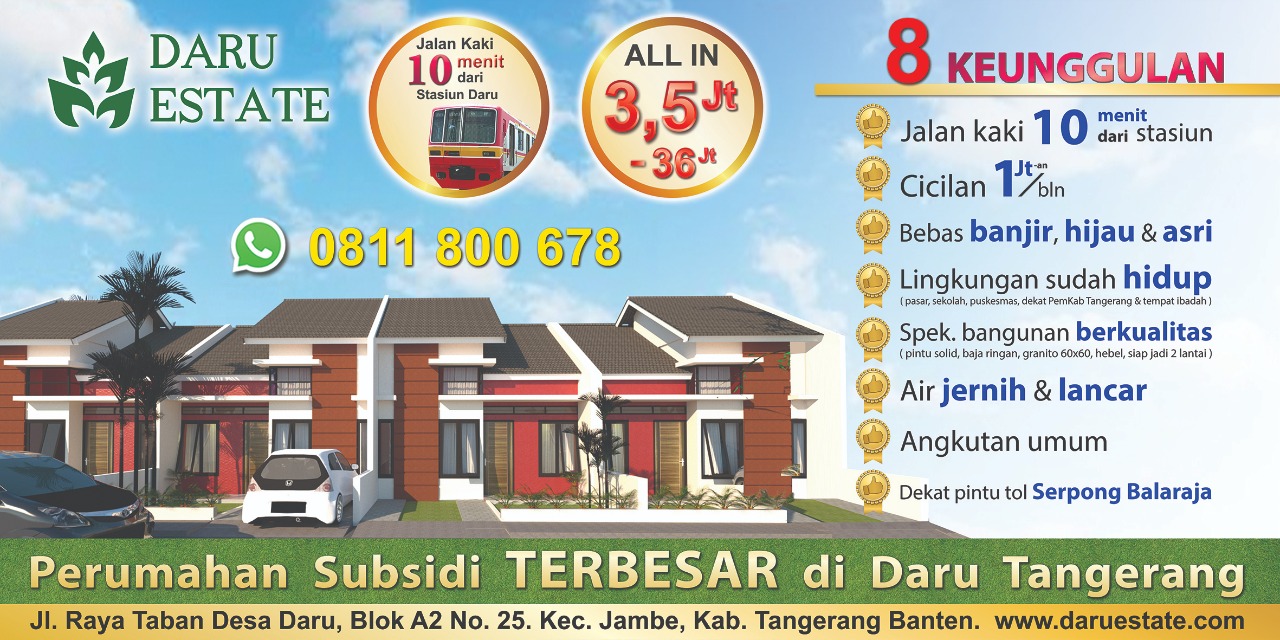 DARU
ESTATE
Jalan Kaki
10 menit
dari
Stasiun Daru
ALL IN
3,5 Jt
- 36 Jt
0811 800 678
8 KEUNGGULAN
Jalan kaki 10 menit dari stasiun
Cicilan 1 Jt-an/bln
Bebas banjir, hijau & asri
Lingkungan sudah hidup
( pasar, sekolah, puskesmas, dekat PemKab Tangerang & tempat ibadah )
Spek. bangunan berkualitas
( pintu solid, baja ringan, granito 60x60, hebel, siap jadi 2 lantai )
Air jernih & lancar
Angkutan umum
Dekat pintu tol Serpong Balaraja
Perumahan Subsidi TERBESAR di Daru Tangerang
Jl. Raya Taban Desa Daru, Blok A2 No. 25. Kec. Jambe, Kab. Tangerang Banten. www.daruestate.com